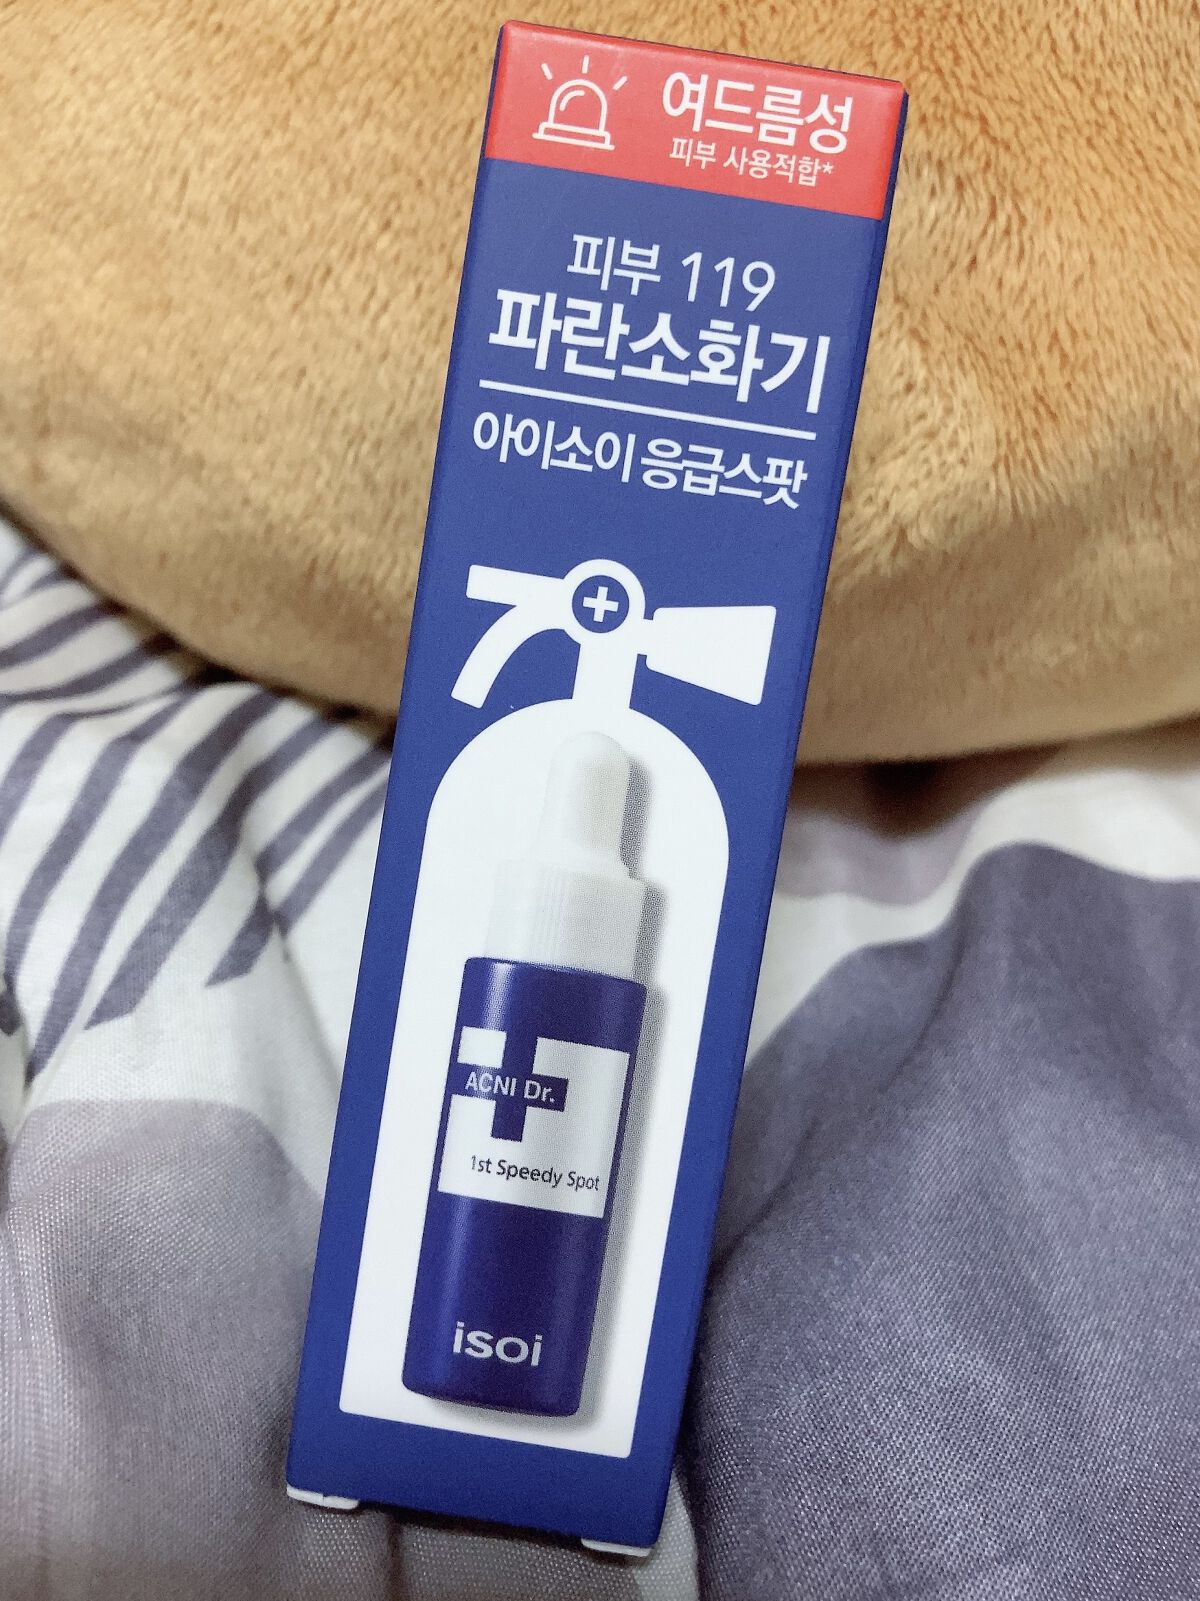 여드름성
피부 사용적합*
피부 119
파란소화기
아이소이 응급스팟
ACNI Dr.
1st Speedy Spot
isoi